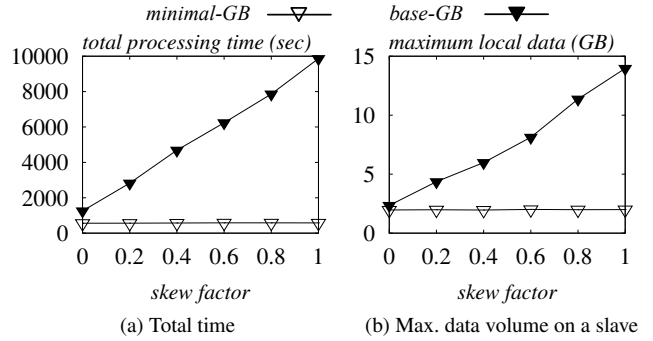 minimal-GB base-GB
total processing time (sec)
10000
8000
6000
4000
2000
0
0 0.2 0.4 0.6 0.8 1
skew factor
(a) Total time
maximum local data (GB)
15
10
5
0
0 0.2 0.4 0.6 0.8 1
skew factor
(b) Max. data volume on a slave